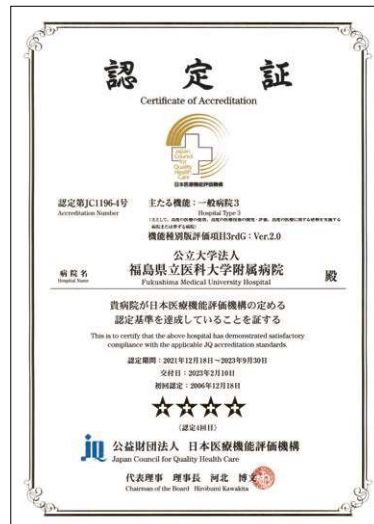 認定証
Certificate of Accreditation
Japan
Council for
Quality
Health
Care
日本医療機能評価機構
認定第JC1196-4号
Accreditation Number
主たる機能：一般病院3
Hospital Type 3
機能種別版評価項目3rdG：Ver.2.0
病院名
Hospital Name
公立大学法人
福島県立医科大学附属病院 殿
Fukushima Medical University Hospital
貴病院が日本医療機能評価機構の定める
認定基準を達成していることを証する
This is to certify that the above hospital has demonstrated satisfactory
compliance with the applicable JQ accreditation standards.
認定期間：2021年12月18日～2023年9月30日
交付日：2023年2月10日
初回認定：2006年12月18日
（認定4回目）
jQ 公益財団法人 日本医療機能評価機構
Japan Council for Quality Health Care
代表理事 理事長 河北 博文
Chairman of the Board Hirobumi Kawakita